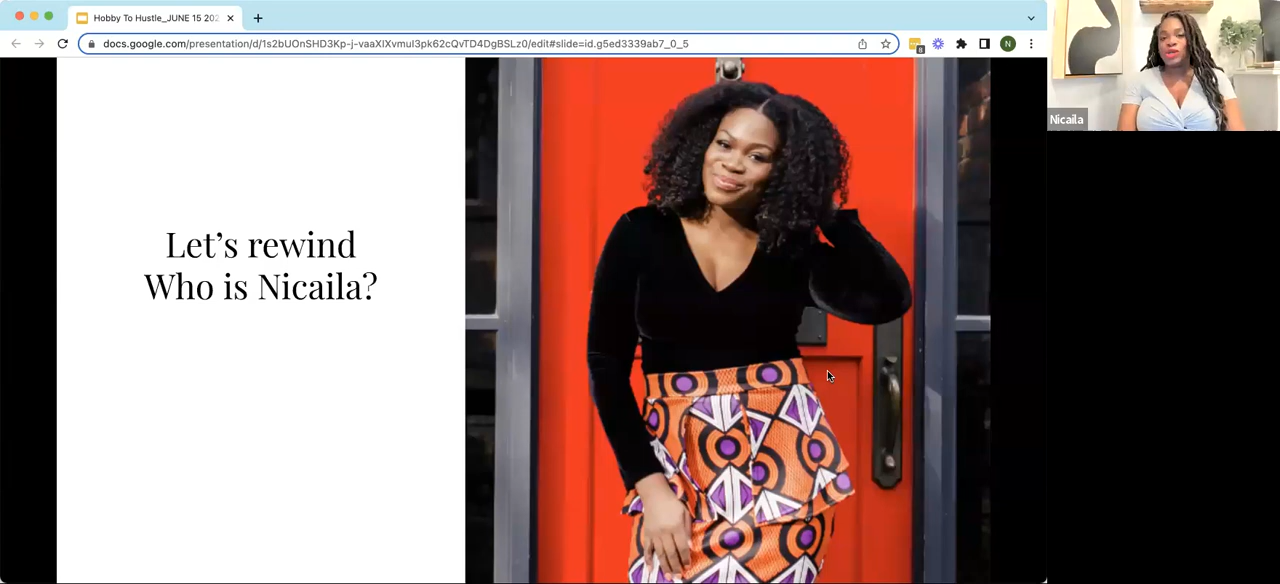 Hobby To Hustle_JUNE 15 202
docs.google.com/presentation/d/1s2bUOnSHD3Kp-j-vaaXIXvmuI3pk62cQvTD4DgBSLz0/edit#slide=id.g5ed3339ab7_0_5
8
N
Nicaila
Let’s rewind
Who is Nicaila?